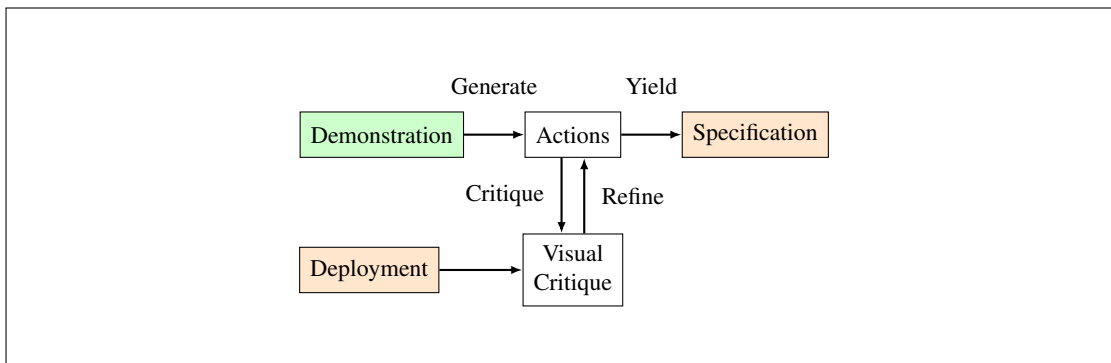 Generate
Yield
Demonstration
Actions
Specification
Critique
Refine
Deployment
Visual
Critique